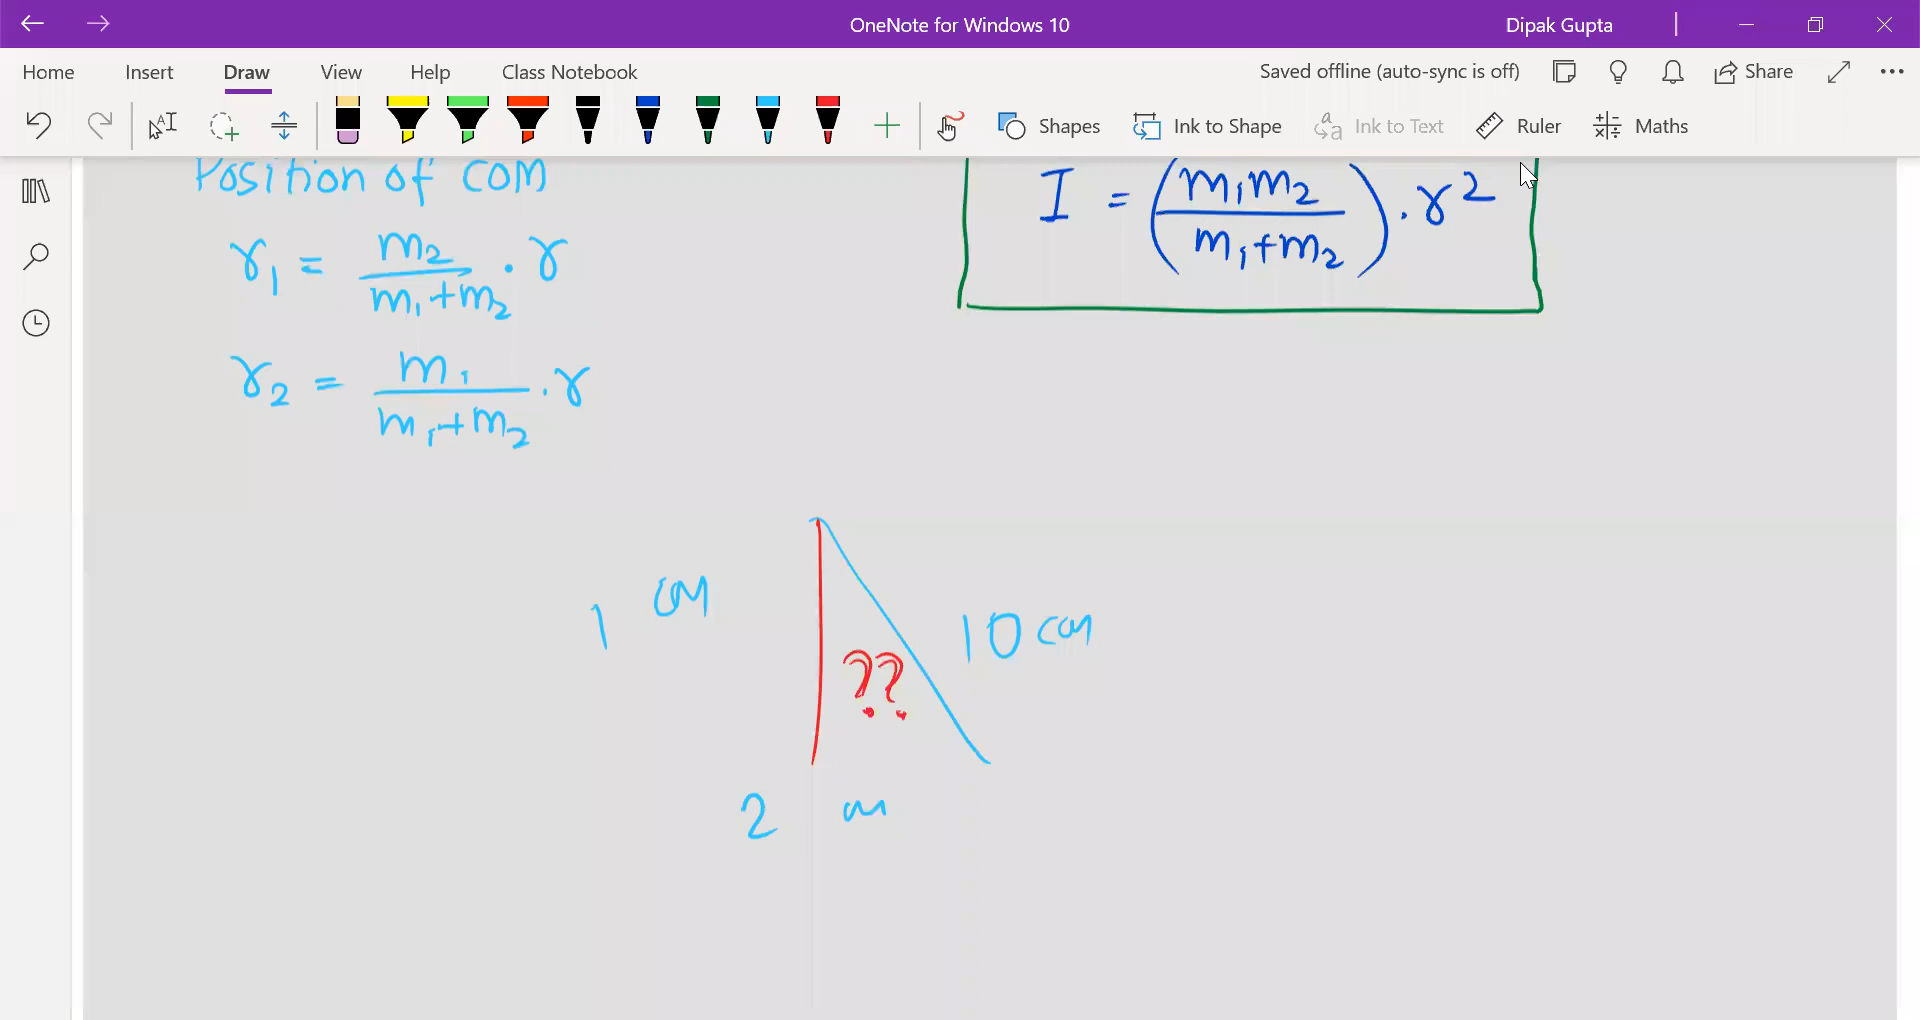 OneNote for Windows 10
Dipak Gupta
Home Insert Draw View Help Class Notebook
Saved offline (auto-sync is off) Share
Shapes Ink to Shape Ink to Text Ruler Maths
Position of COM
r₁ = m₂/(m₁+m₂) · r
r₂ = m₁/(m₁+m₂) · r
I = (m₁m₂/(m₁+m₂)) · r²
1 cm
10 cm
??
2 cm